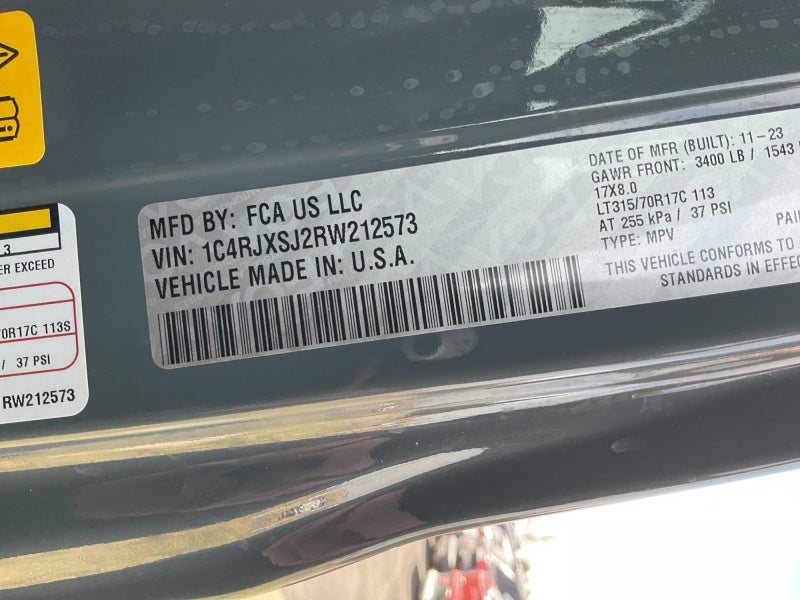 MFD BY: FCA US LLC
VIN: 1C4RJXSJ2RW212573
VEHICLE MADE IN: U.S.A.
DATE OF MFR (BUILT): 11-23
GAWR FRONT: 3400 LB / 1543
17X8.0
LT315/70R17C 113
AT 255 kPa / 37 PSI
TYPE: MPV
PAI
THIS VEHICLE CONFORMS TO
STANDARDS IN EFFEC
3
ER EXCEED
70R17C 113S
/ 37 PSI
RW212573